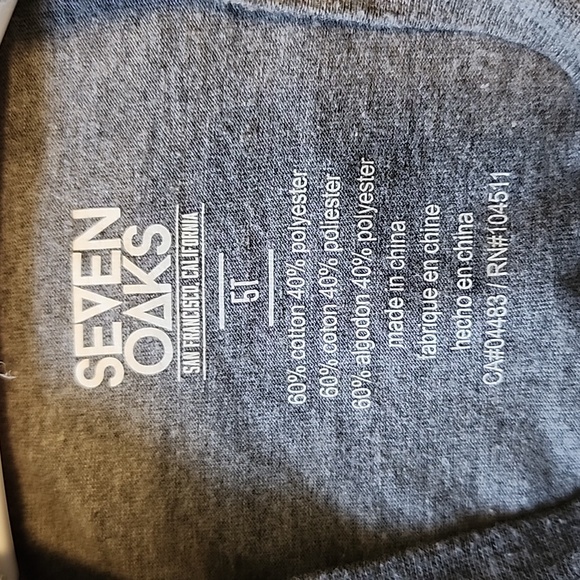 SEVEN
OAKS
SAN FRANCISCO, CALIFORNIA
5T
60% cotton 40% polyester
60% coton 40% poliester
60% algodon 40% polyester
made in china
fabrique en chine
hecho en china
CA#01483 / RN#104511